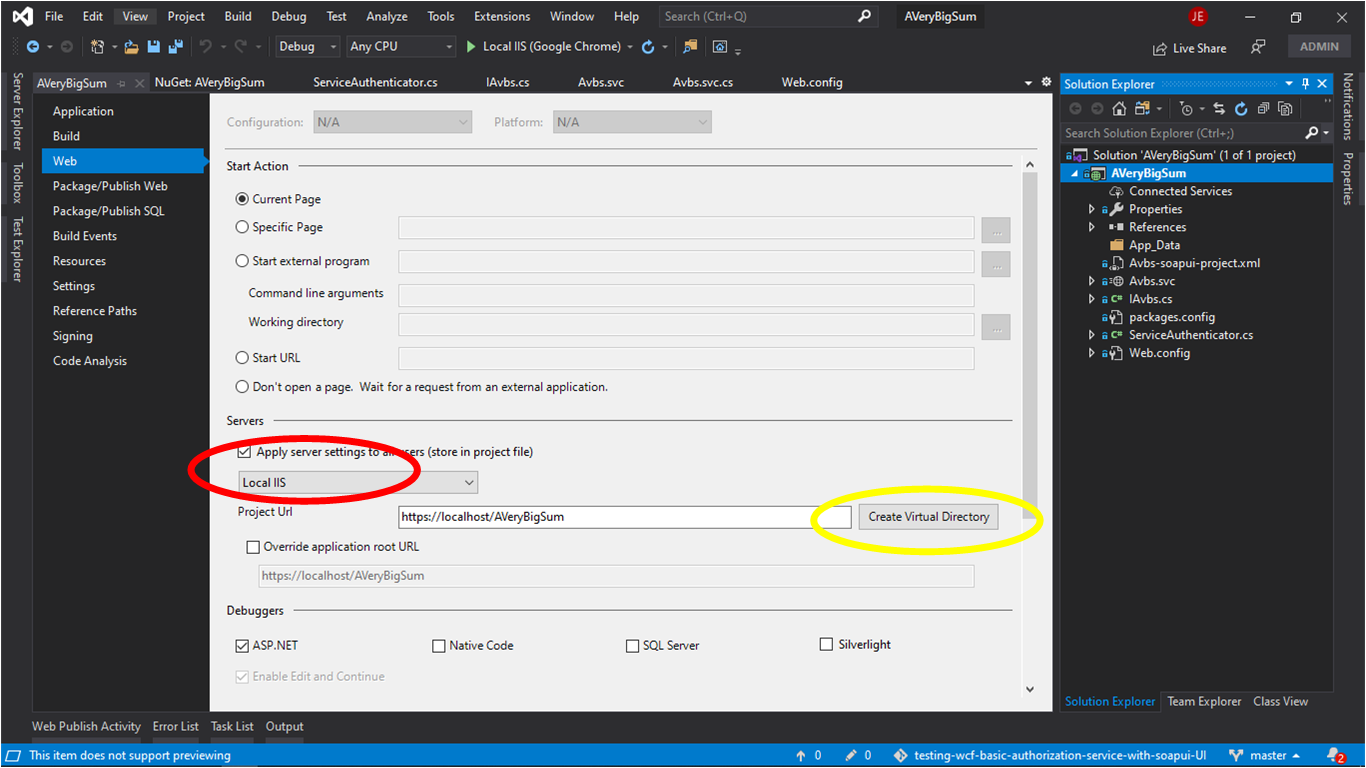 File Edit View Project Build Debug Test Analyze Tools Extensions Window Help Search (Ctrl+Q) AVeryBigSum JE
Debug Any CPU Local IIS (Google Chrome) Live Share ADMIN
Server Explorer
Toolbox
Test Explorer
AVeryBigSum NuGet: AVeryBigSum ServiceAuthenticator.cs IAvbs.cs Avbs.svc Avbs.svc.cs Web.config
Application
Build
Web
Package/Publish Web
Package/Publish SQL
Build Events
Resources
Settings
Reference Paths
Signing
Code Analysis
Configuration: N/A Platform: N/A
Start Action
Current Page
Specific Page ...
Start external program ...
Command line arguments
Working directory ...
Start URL
Don't open a page. Wait for a request from an external application.
Servers
Apply server settings to all users (store in project file)
Local IIS
Project Url https://localhost/AVeryBigSum Create Virtual Directory
Override application root URL
https://localhost/AVeryBigSum
Debuggers
ASP.NET Native Code SQL Server Silverlight
Enable Edit and Continue
Solution Explorer
Search Solution Explorer (Ctrl+;)
Solution 'AVeryBigSum' (1 of 1 project)
AVeryBigSum
Connected Services
Properties
References
App_Data
Avbs-soapui-project.xml
Avbs.svc
C# IAvbs.cs
packages.config
C# ServiceAuthenticator.cs
Web.config
Solution Explorer Team Explorer Class View
Notifications
Properties
Web Publish Activity Error List Task List Output
This item does not support previewing 0 0 testing-wcf-basic-authorization-service-with-soapui-UI master 2